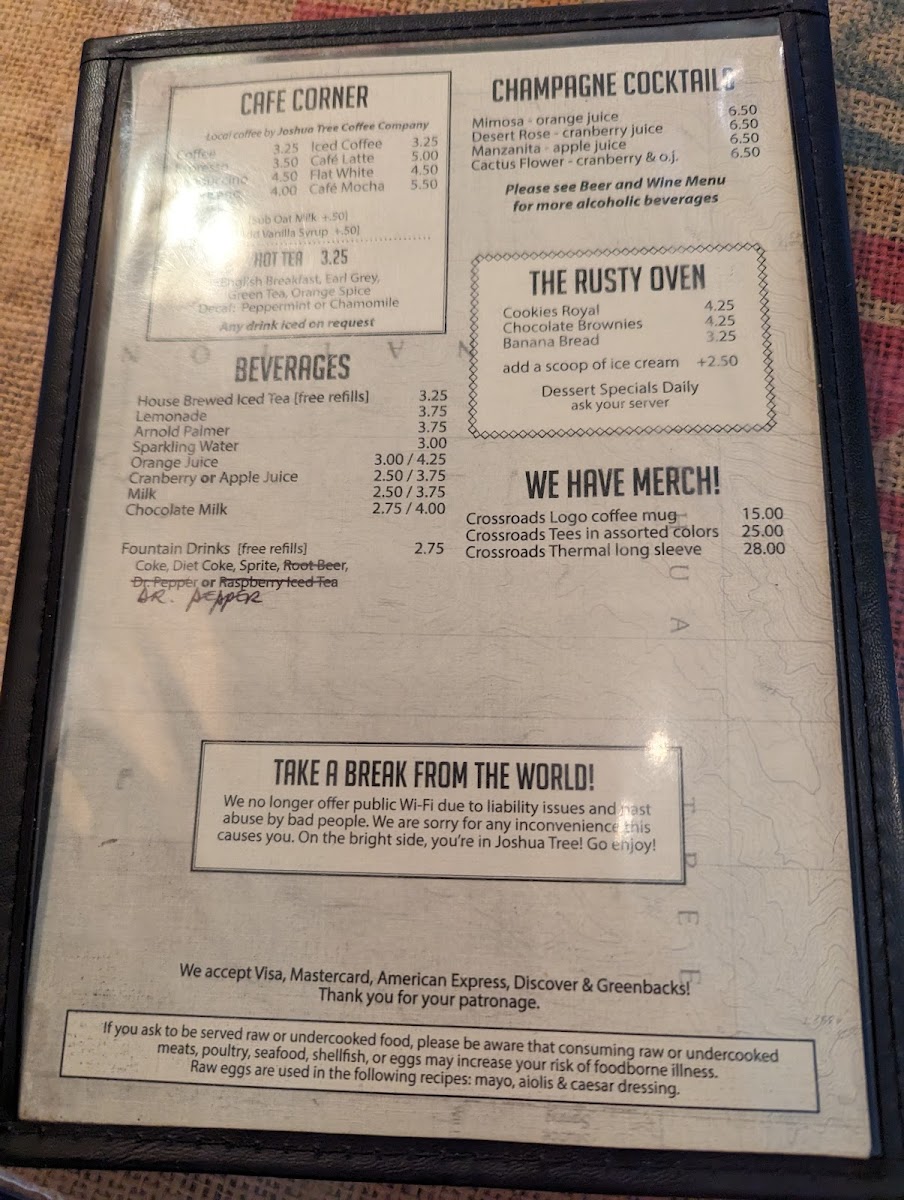 CAFE CORNER
Local coffee by Joshua Tree Coffee Company
Coffee 3.25 Iced Coffee 3.25
3.50 Café Latte 5.00
4.50 Flat White 4.50
4.00 Café Mocha 5.50
[Sub Oat Milk +.50]
Vanilla Syrup +.50]
HOT TEA 3.25
English Breakfast, Earl Grey,
Green Tea, Orange Spice
Decaf: Peppermint or Chamomile
Any drink iced on request
BEVERAGES
House Brewed Iced Tea [free refills] 3.25
Lemonade 3.75
Arnold Palmer 3.75
Sparkling Water 3.00
Orange Juice 3.00 / 4.25
Cranberry or Apple Juice 2.50 / 3.75
Milk 2.50 / 3.75
Chocolate Milk 2.75 / 4.00
Fountain Drinks [free refills] 2.75
Coke, Diet Coke, Sprite, Root Beer,
Dr. Pepper or Raspberry Iced Tea
DR. PEPPER
CHAMPAGNE COCKTAILS
Mimosa - orange juice 6.50
Desert Rose - cranberry juice 6.50
Manzanita - apple juice 6.50
Cactus Flower - cranberry & o.j. 6.50
Please see Beer and Wine Menu
for more alcoholic beverages
THE RUSTY OVEN
Cookies Royal 4.25
Chocolate Brownies 4.25
Banana Bread 3.25
add a scoop of ice cream +2.50
Dessert Specials Daily
ask your server
WE HAVE MERCH!
Crossroads Logo coffee mug 15.00
Crossroads Tees in assorted colors 25.00
Crossroads Thermal long sleeve 28.00
TAKE A BREAK FROM THE WORLD!
We no longer offer public Wi-Fi due to liability issues and past
abuse by bad people. We are sorry for any inconvenience this
causes you. On the bright side, you're in Joshua Tree! Go enjoy!
We accept Visa, Mastercard, American Express, Discover & Greenbacks!
Thank you for your patronage.
If you ask to be served raw or undercooked food, please be aware that consuming raw or undercooked
meats, poultry, seafood, shellfish, or eggs may increase your risk of foodborne illness.
Raw eggs are used in the following recipes: mayo, aiolis & caesar dressing.